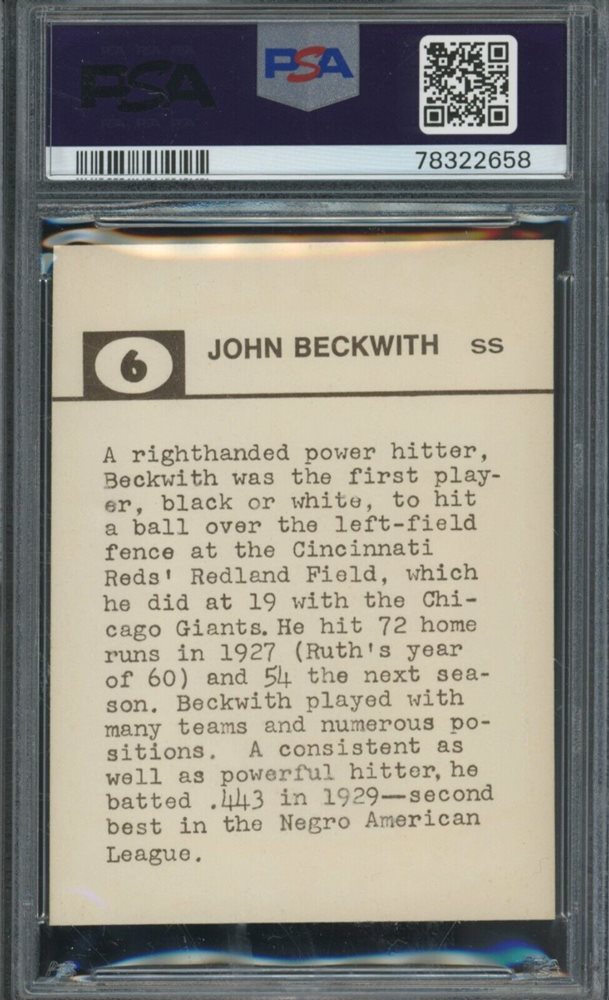 PSA
PSA
78322658
6 JOHN BECKWITH SS
A righthanded power hitter,
Beckwith was the first play-
er, black or white, to hit
a ball over the left-field
fence at the Cincinnati
Reds' Redland Field, which
he did at 19 with the Chi-
cago Giants. He hit 72 home
runs in 1927 (Ruth's year
of 60) and 54 the next sea-
son. Beckwith played with
many teams and numerous po-
sitions. A consistent as
well as powerful hitter, he
batted .443 in 1929—second
best in the Negro American
League.